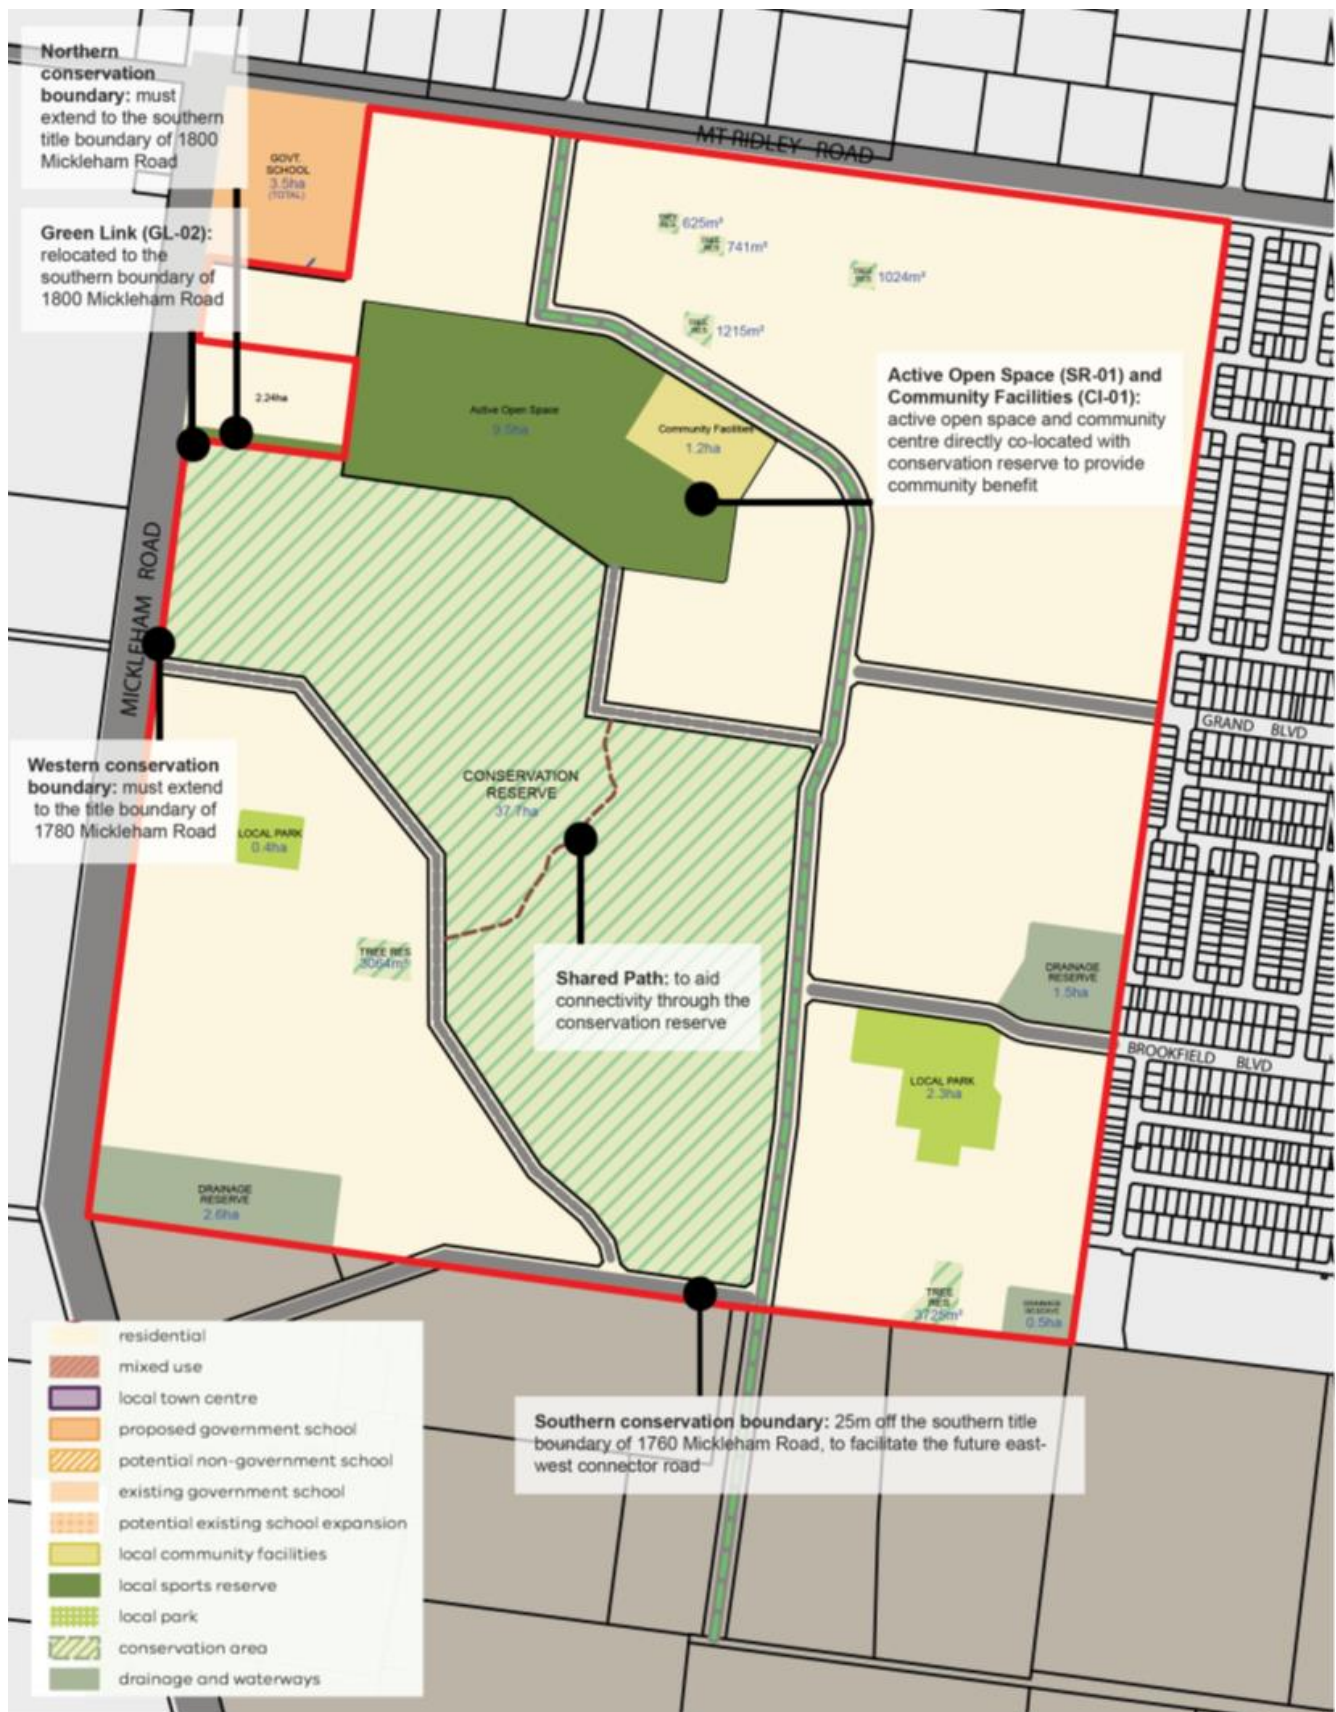 Northern
conservation
boundary: must
extend to the southern
title boundary of 1800
Mickleham Road
MT RIDLEY ROAD
GOVT.
SCHOOL
3.5ha
(TOTAL)
Green Link (GL-02):
relocated to the
southern boundary of
1800 Mickleham Road
625m²
741m²
1024m²
1215m²
2.24ha
Active Open Space
9.5ha
Community Facilities
1.2ha
Active Open Space (SR-01) and
Community Facilities (CI-01):
active open space and community
centre directly co-located with
conservation reserve to provide
community benefit
MICKLEHAM ROAD
GRAND BLVD
Western conservation
boundary: must extend
to the title boundary of
1780 Mickleham Road
CONSERVATION
RESERVE
37.7ha
LOCAL PARK
0.4ha
TREE RES
3064m²
Shared Path: to aid
connectivity through the
conservation reserve
DRAINAGE
RESERVE
1.5ha
BROOKFIELD BLVD
LOCAL PARK
2.3ha
DRAINAGE
RESERVE
2.6ha
TREE
RES
3725m²
DRAINAGE
RESERVE
0.5ha
Southern conservation boundary: 25m off the southern title
boundary of 1760 Mickleham Road, to facilitate the future east-
west connector road
residential
mixed use
local town centre
proposed government school
potential non-government school
existing government school
potential existing school expansion
local community facilities
local sports reserve
local park
conservation area
drainage and waterways